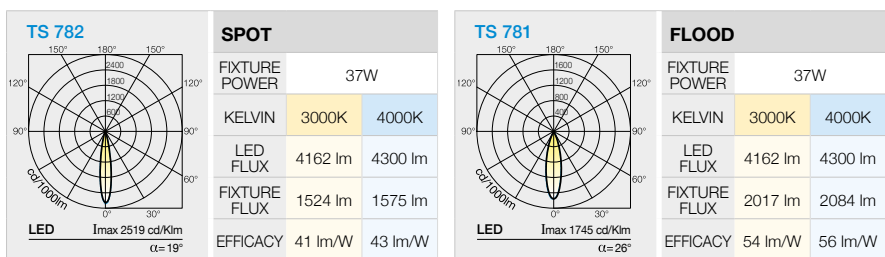 TS 782
SPOT
150° 180° 150°
2400
1800
1200
600
120° 120°
90° 90°
60°
cd/1000lm
0° 30°
LED Imax 2519 cd/Klm
α= 19°
FIXTURE POWER 37W
KELVIN 3000K 4000K
LED FLUX 4162 lm 4300 lm
FIXTURE FLUX 1524 lm 1575 lm
EFFICACY 41 lm/W 43 lm/W
TS 781
FLOOD
150° 180° 150°
1600
1200
800
400
120° 120°
90° 90°
60°
cd/1000lm
0° 30°
LED Imax 1745 cd/Klm
α= 26°
FIXTURE POWER 37W
KELVIN 3000K 4000K
LED FLUX 4162 lm 4300 lm
FIXTURE FLUX 2017 lm 2084 lm
EFFICACY 54 lm/W 56 lm/W